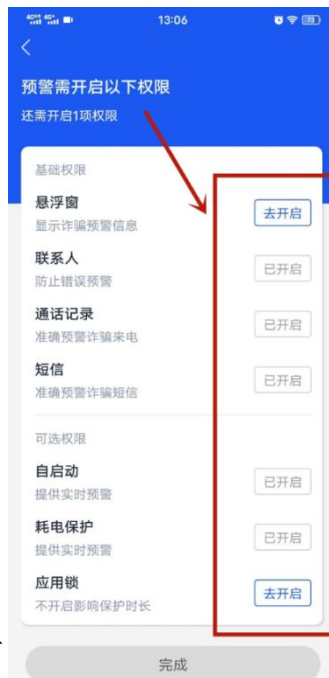 13:06
预警需开启以下权限
还需开启1项权限
基础权限
悬浮窗
去开启
显示诈骗预警信息
联系人
已开启
防止错误预警
通话记录
已开启
准确预警诈骗来电
短信
已开启
准确预警诈骗短信
可选权限
自启动
已开启
提供实时预警
耗电保护
已开启
提供实时预警
应用锁
去开启
不开启影响保护时长
完成